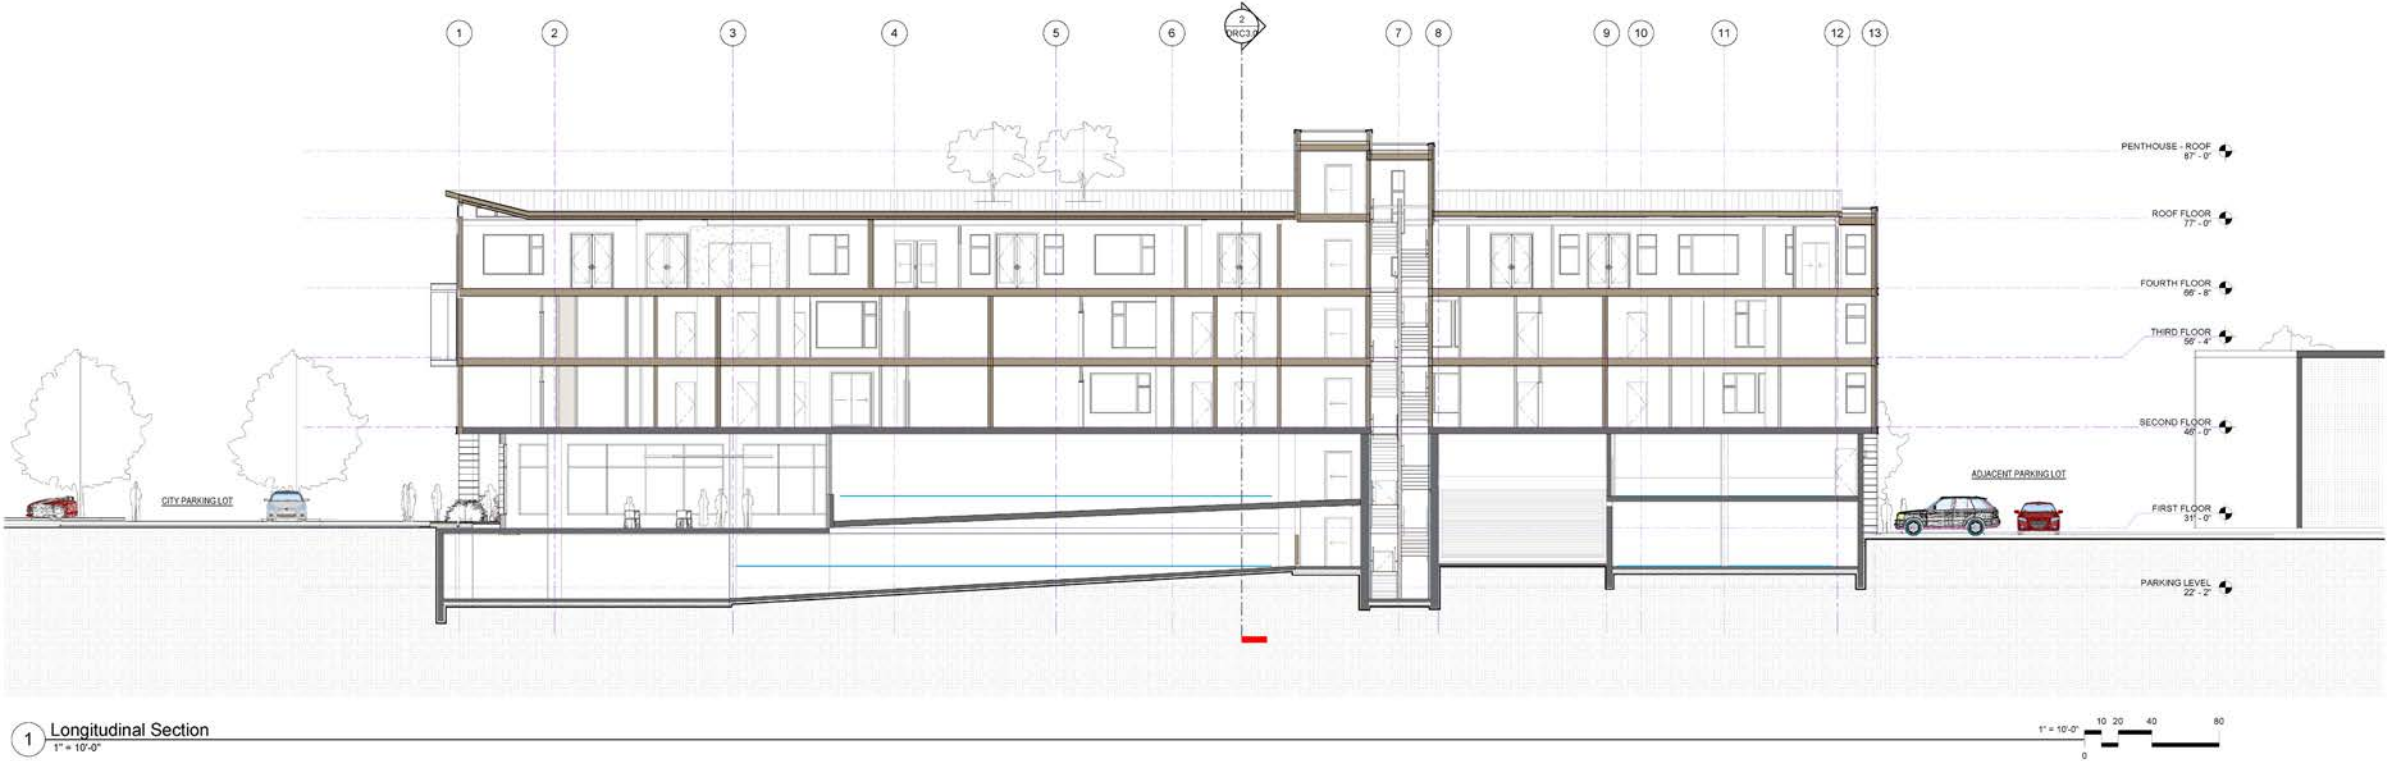 1
2
3
4
5
6
2
DRC3.0
7
8
9
10
11
12
13
PENTHOUSE - ROOF
87' - 0"
ROOF FLOOR
77' - 0"
FOURTH FLOOR
66' - 8"
THIRD FLOOR
56' - 4"
SECOND FLOOR
46' - 0"
CITY PARKING LOT
ADJACENT PARKING LOT
FIRST FLOOR
31' - 0"
PARKING LEVEL
22' - 2"
1
Longitudinal Section
1" = 10'-0"
1" = 10'-0"
10 20 40 80
0